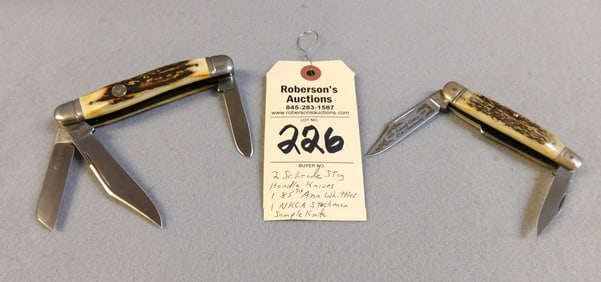 Roberson's
Auctions
845-283-1587
www.robersonsauctions.com
LOT NO.
226
BUYER NO.
2 Schrade Stag
Handle Knives
1 85th Ann Whittler
1 NKCA Stockman
Sample Knife